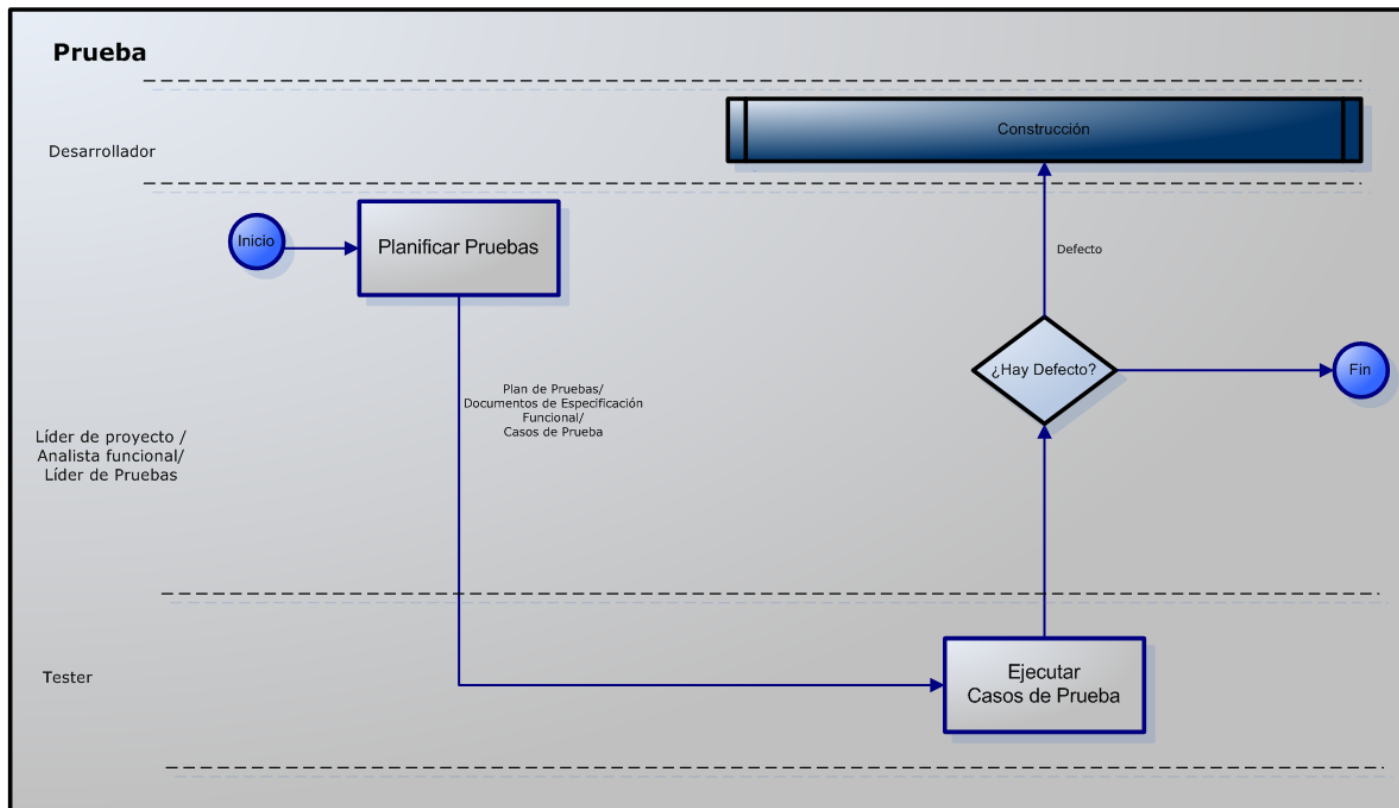 Prueba
Construcción
Desarrollador
Inicio
Planificar Pruebas
Defecto
¿Hay Defecto?
Fin
Plan de Pruebas/
Documentos de Especificación
Funcional/
Casos de Prueba
Líder de proyecto /
Analista funcional/
Líder de Pruebas
Tester
Ejecutar
Casos de Prueba